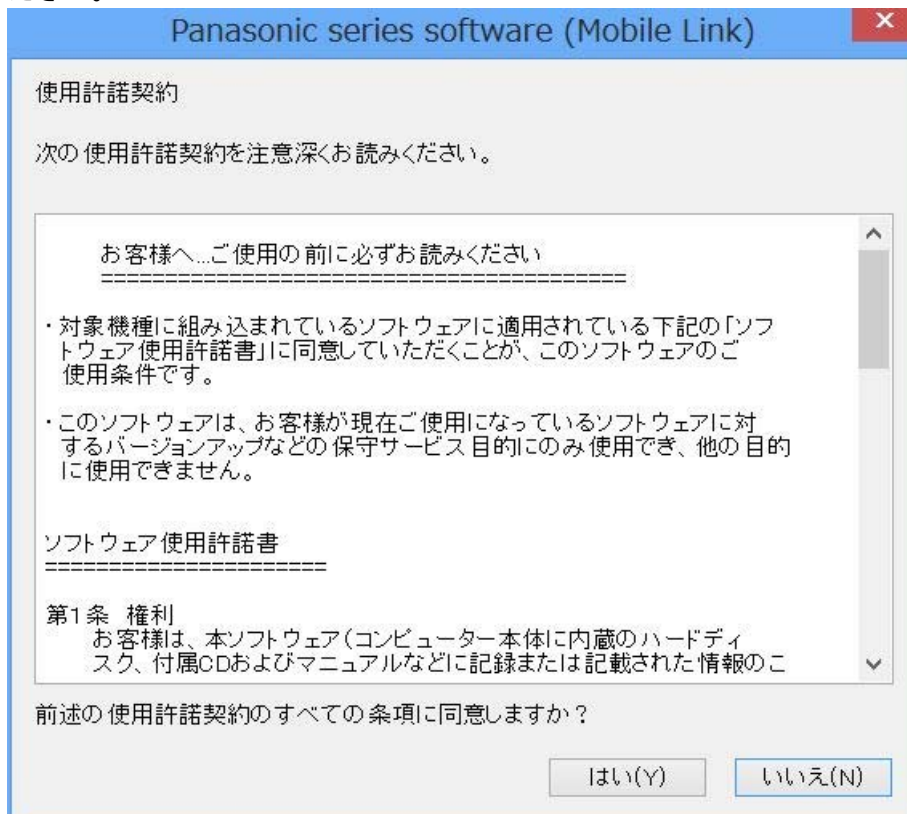 Panasonic series software (Mobile Link)
使用許諾契約
次の使用許諾契約を注意深くお読みください。
お客様へ...ご使用の前に必ずお読みください
=========================================
・対象機種に組み込まれているソフトウェアに適用されている下記の「ソフ
トウェア使用許諾書」に同意していただくことが、このソフトウェアのご
使用条件です。
・このソフトウェアは、お客様が現在ご使用になっているソフトウェアに対
するバージョンアップなどの保守サービス目的にのみ使用でき、他の目的
に使用できません。
ソフトウェア使用許諾書
======================
第1条 権利
お客様は、本ソフトウェア(コンピューター本体に内蔵のハードディ
スク、付属CDおよびマニュアルなどに記録または記載された情報のこ
前述の使用許諾契約のすべての条項に同意しますか？
はい(Y)
いいえ(N)